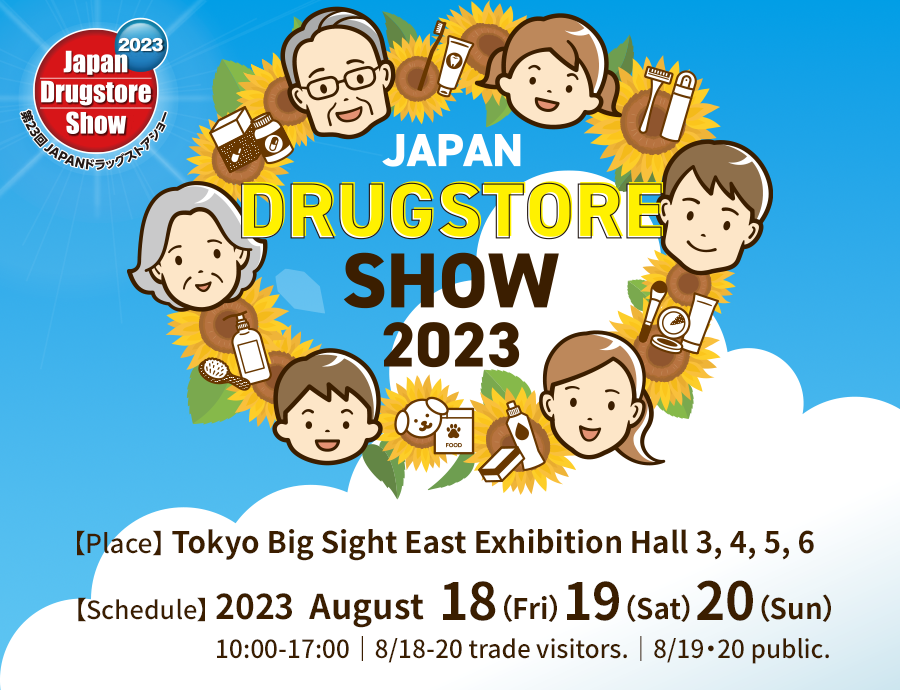 2023
Japan
Drugstore
Show
第23回 JAPANドラッグストアショー
JAPAN
DRUGSTORE
SHOW
2023
FOOD
【Place】 Tokyo Big Sight East Exhibition Hall 3, 4, 5, 6
【Schedule】 2023 August 18 (Fri) 19 (Sat) 20 (Sun)
10:00-17:00｜8/18-20 trade visitors.｜8/19・20 public.